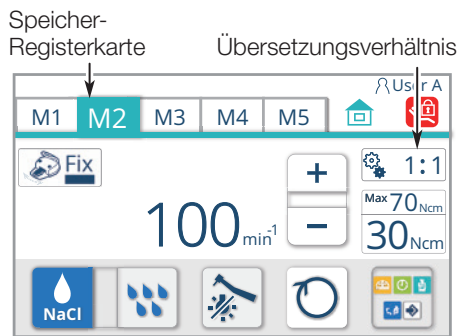 Speicher-
Registerkarte
Übersetzungsverhältnis
User A
M1 M2 M3 M4 M5
Fix
1:1
100 min-1
+
−
Max 70 Ncm
30 Ncm
NaCl